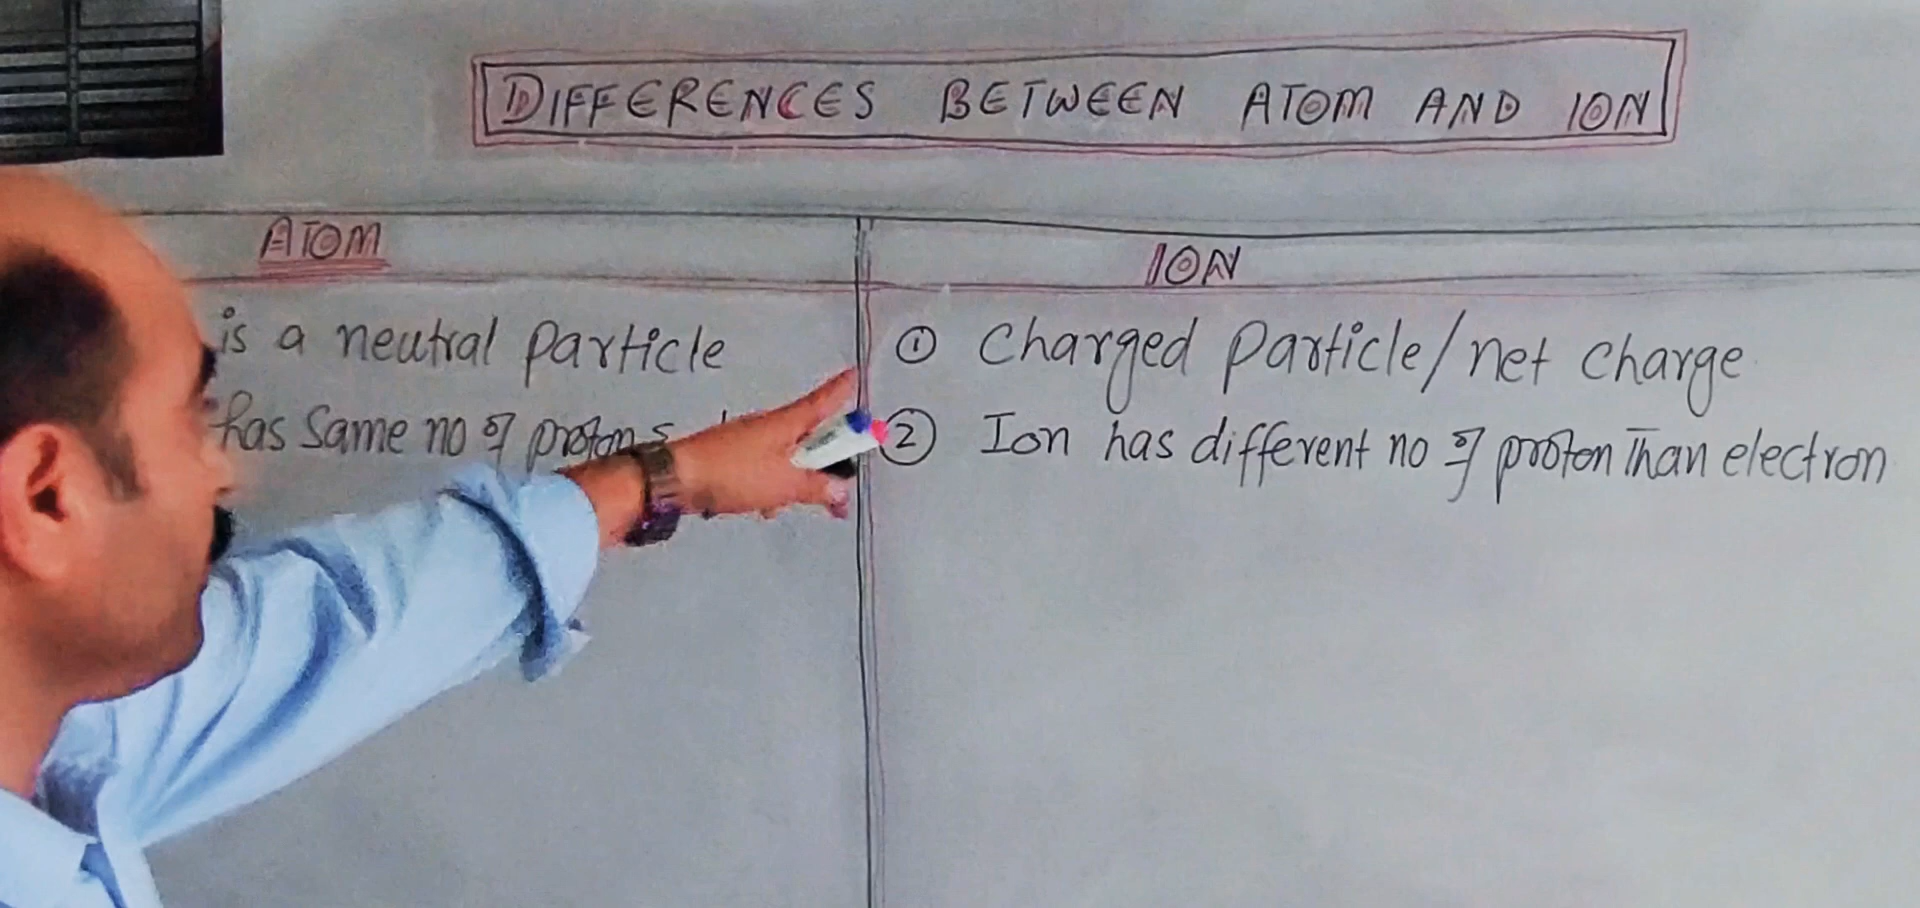 DIFFERENCES BETWEEN ATOM AND ION
ATOM
ION
is a neutral particle
has same no of protons
① Charged particle/net charge
② Ion has different no of proton Than electron